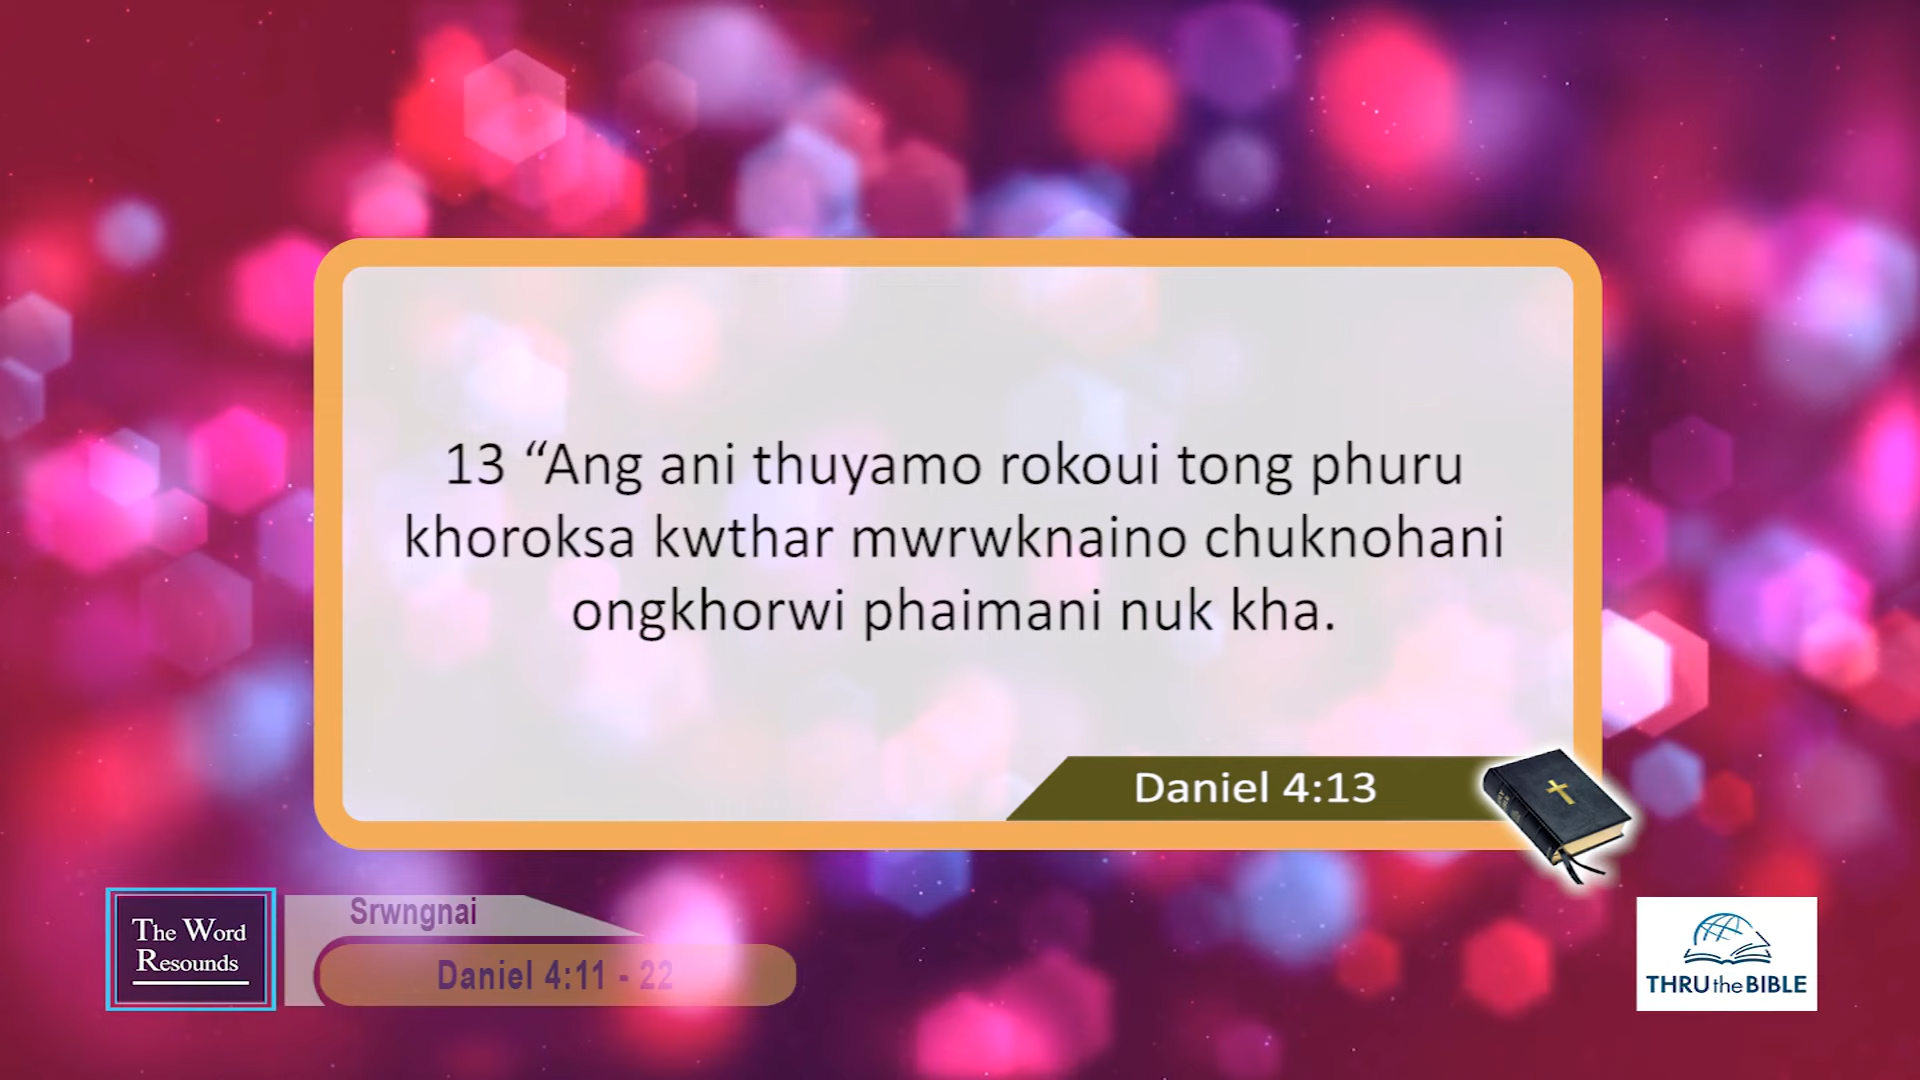 13 “Ang ani thuyamo rokoui tong phuru
khoroksa kwthar mwrwknaino chuknohani
ongkhorwi phaimani nuk kha.
Daniel 4:13
The Word
Resounds
Srwngnai
Daniel 4:11 - 22
THRU the BIBLE